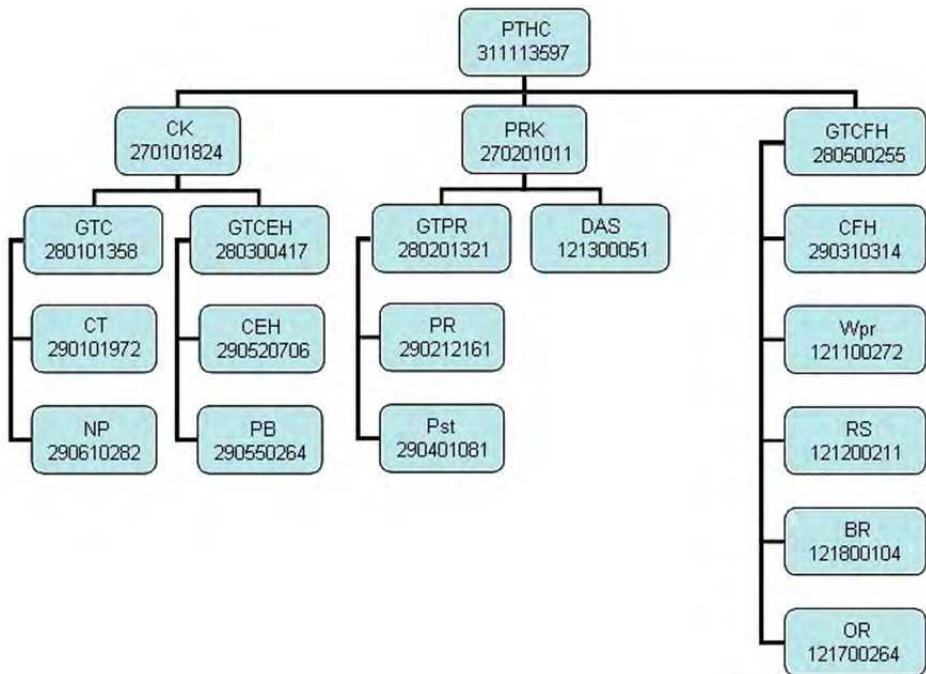 PTHC
311113597
CK
270101824
PRK
270201011
GTCFH
280500255
GTC
280101358
GTCEH
280300417
GTPR
280201321
DAS
121300051
CFH
290310314
CT
290101972
CEH
290520706
PR
290212161
Wpr
121100272
NP
290610282
PB
290550264
Pst
290401081
RS
121200211
BR
121800104
OR
121700264